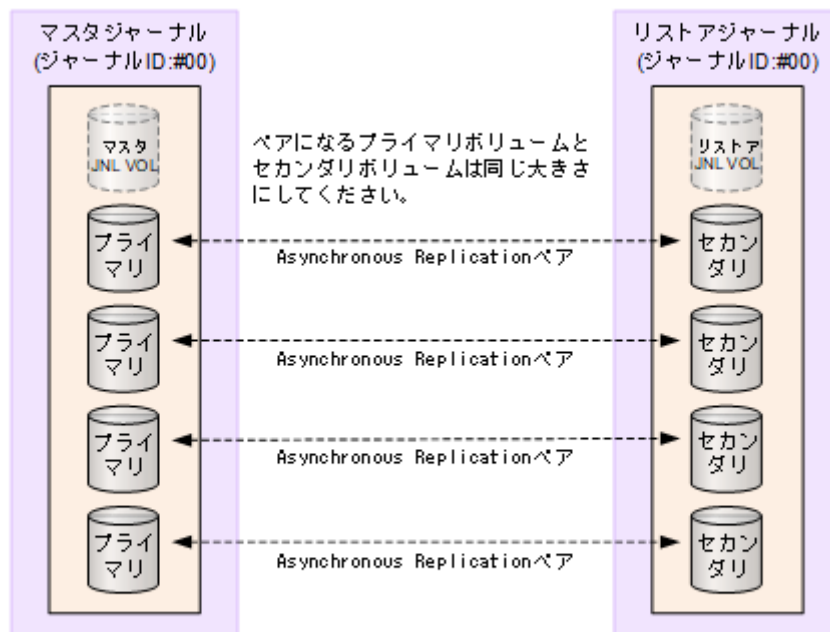 マスタジャーナル
(ジャーナルID:#00)
マスタ
JNL VOL
プライ
マリ
プライ
マリ
プライ
マリ
プライ
マリ
ペアになるプライマリボリュームと
セカンダリボリュームは同じ大きさ
にしてください。
Asynchronous Replicationペア
Asynchronous Replicationペア
Asynchronous Replicationペア
Asynchronous Replicationペア
リストアジャーナル
(ジャーナルID:#00)
リストア
JNL VOL
セカン
ダリ
セカン
ダリ
セカン
ダリ
セカン
ダリ